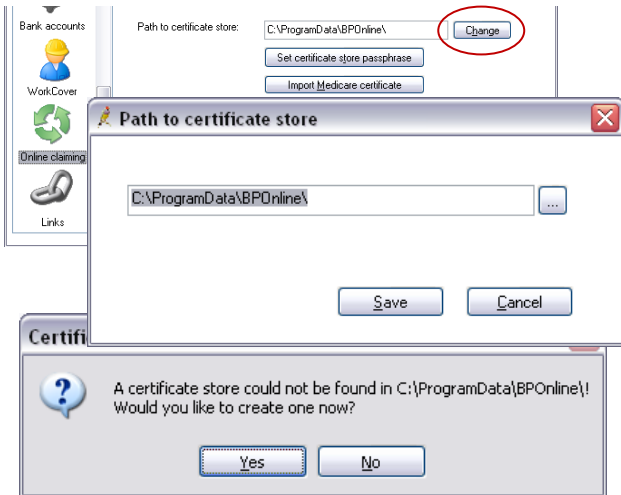 Bank accounts
Path to certificate store:
C:\ProgramData\BPOnline\
Change
Set certificate store passphrase
Import Medicare certificate
WorkCover
Online claiming
Links
Path to certificate store
C:\ProgramData\BPOnline\
...
Save
Cancel
Certifi
A certificate store could not be found in C:\ProgramData\BPOnline\!
Would you like to create one now?
Yes
No